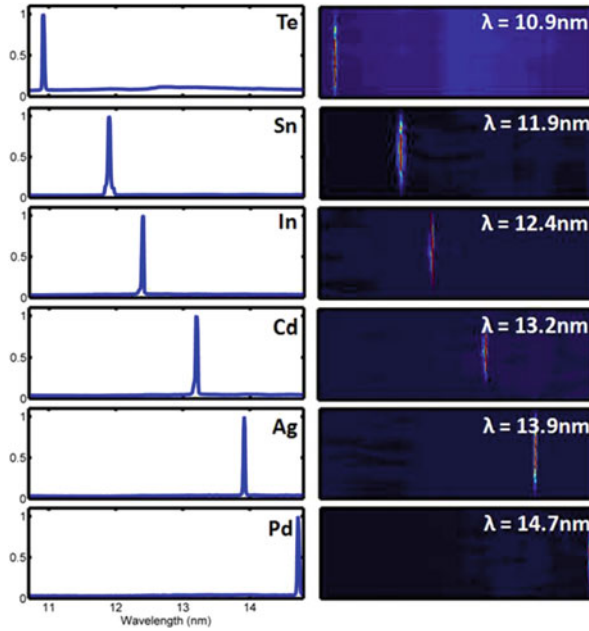 1
Te
λ = 10.9nm
0.5
0
1
Sn
λ = 11.9nm
0.5
0
1
In
λ = 12.4nm
0.5
0
1
Cd
λ = 13.2nm
0.5
0
1
Ag
λ = 13.9nm
0.5
0
1
Pd
λ = 14.7nm
0.5
0
11 12 13 14
Wavelength (nm)